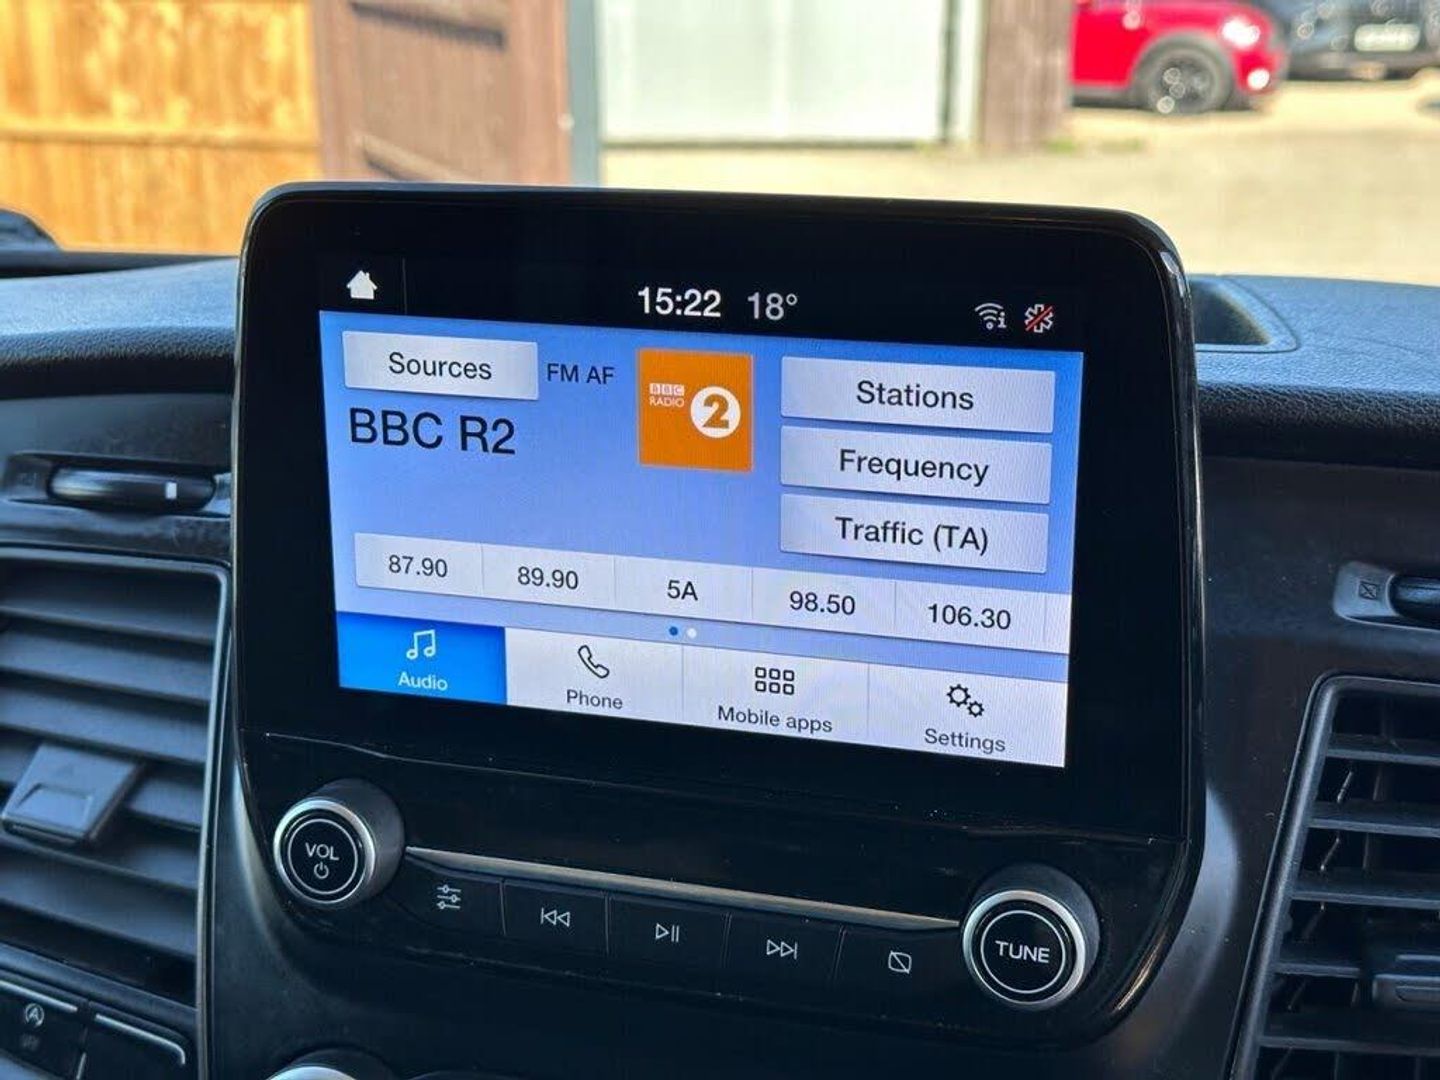 15:22 18°
Sources FM AF
BBC R2
BBC
RADIO
2
Stations
Frequency
Traffic (TA)
87.90 89.90 5A 98.50 106.30
Audio Phone Mobile apps Settings
VOL
TUNE
A